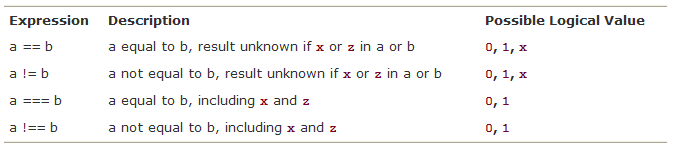 Expression Description Possible Logical Value
a == b a equal to b, result unknown if x or z in a or b 0, 1, x
a != b a not equal to b, result unknown if x or z in a or b 0, 1, x
a === b a equal to b, including x and z 0, 1
a !== b a not equal to b, including x and z 0, 1